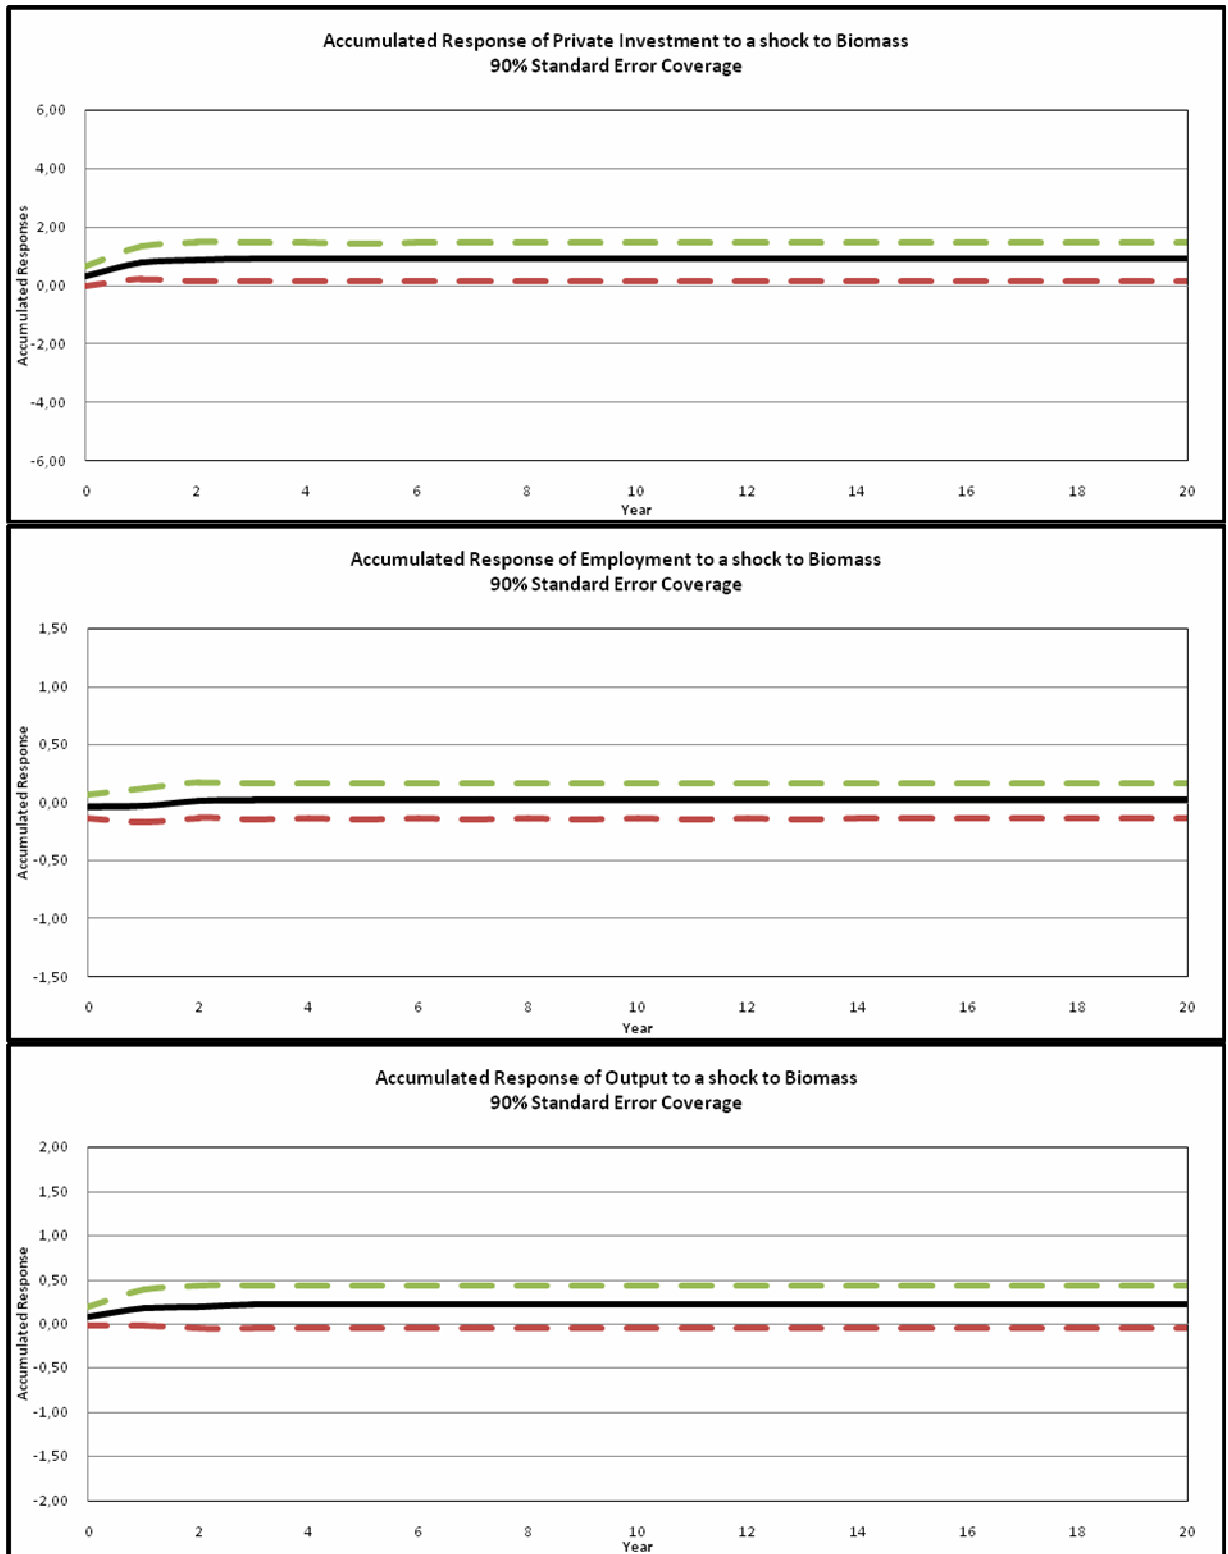 Accumulated Response of Private Investment to a shock to Biomass
90% Standard Error Coverage
Accumulated Responses
6,00
4,00
2,00
0,00
-2,00
-4,00
-6,00
0 2 4 6 8 10 12 14 16 18 20
Year
Accumulated Response of Employment to a shock to Biomass
90% Standard Error Coverage
Accumulated Response
1,50
1,00
0,50
0,00
-0,50
-1,00
-1,50
0 2 4 6 8 10 12 14 16 18 20
Year
Accumulated Response of Output to a shock to Biomass
90% Standard Error Coverage
Accumulated Response
2,00
1,50
1,00
0,50
0,00
-0,50
-1,00
-1,50
-2,00
0 2 4 6 8 10 12 14 16 18 20
Year